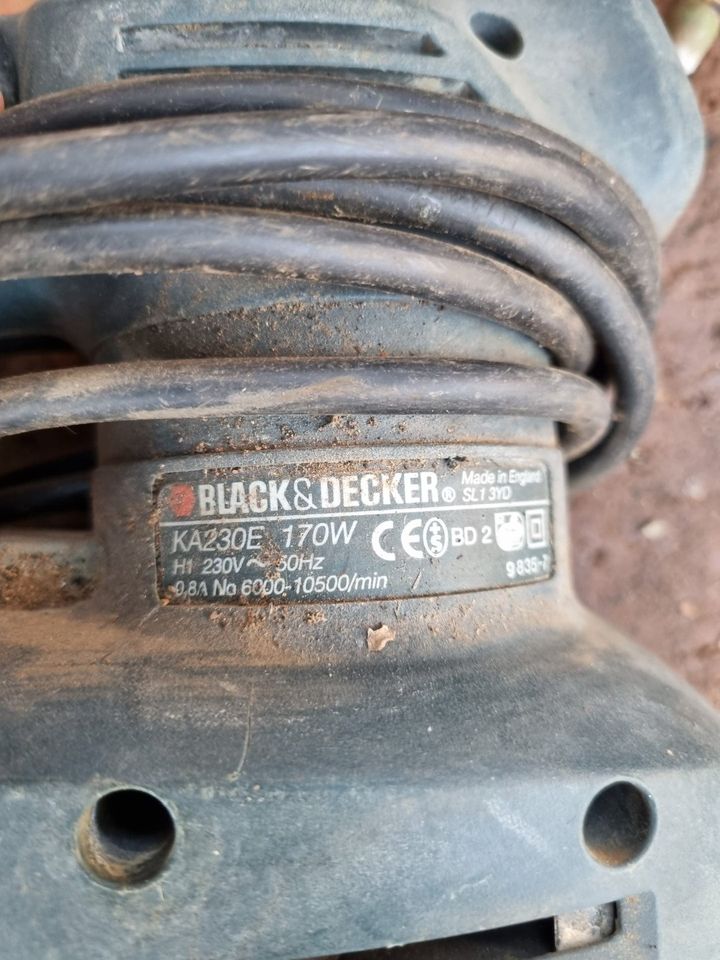 BLACK&DECKER® Made in England
SL1 3YD
KA230E 170W CE BD 2
H1 230V~ 50Hz
0,8A No 6000-10500/min